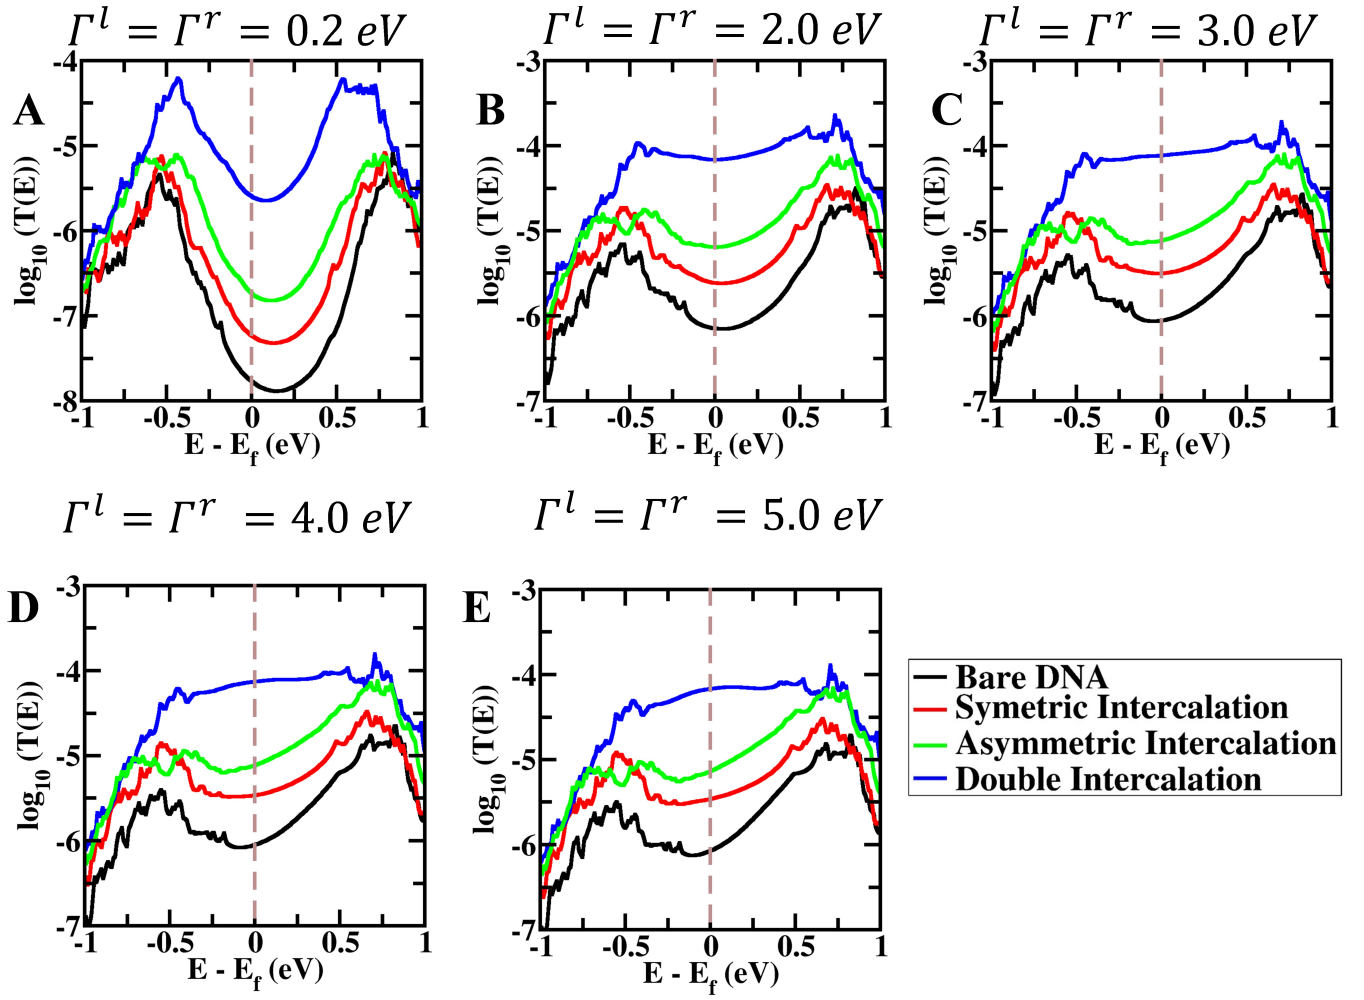 Γˡ = Γʳ = 0.2 eV
Γˡ = Γʳ = 2.0 eV
Γˡ = Γʳ = 3.0 eV
A
log10 (T(E))
-4
-5
-6
-7
-8
-1 -0.5 0 0.5 1
E - Ef (eV)
B
log10 (T(E))
-3
-4
-5
-6
-7
-1 -0.5 0 0.5 1
E - Ef (eV)
C
log10 (T(E))
-3
-4
-5
-6
-7
-1 -0.5 0 0.5 1
E - Ef (eV)
Γˡ = Γʳ = 4.0 eV
Γˡ = Γʳ = 5.0 eV
D
log10 (T(E))
-3
-4
-5
-6
-7
-1 -0.5 0 0.5 1
E - Ef (eV)
E
log10 (T(E))
-3
-4
-5
-6
-7
-1 -0.5 0 0.5 1
E - Ef (eV)
Bare DNA
Symetric Intercalation
Asymmetric Intercalation
Double Intercalation